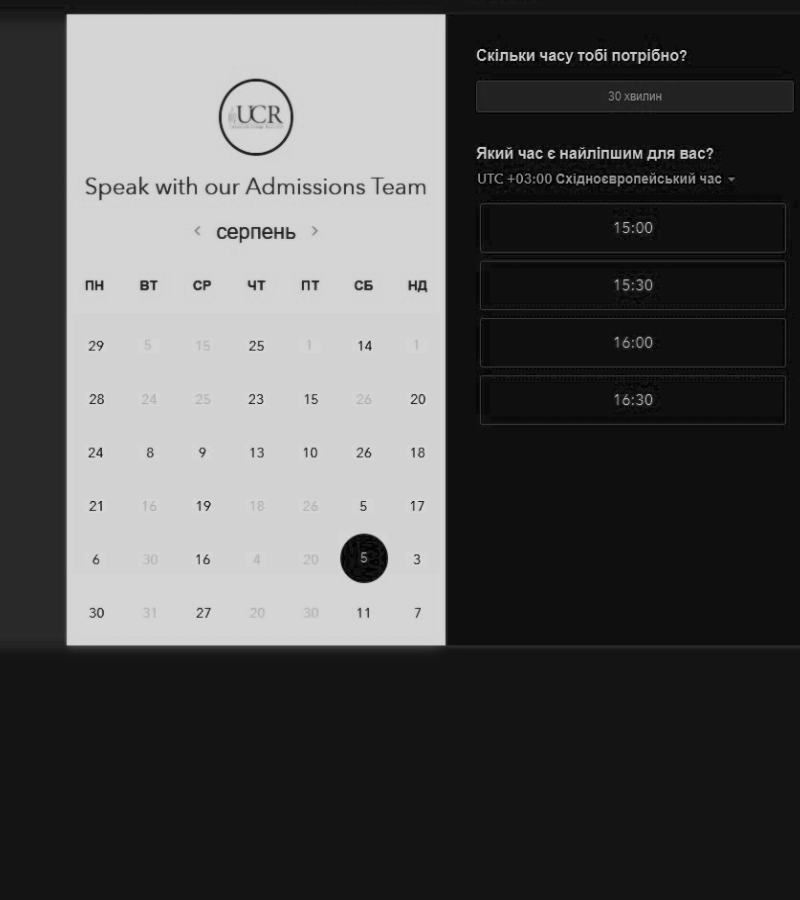 UCR
Speak with our Admissions Team
серпень
ПН ВТ СР ЧТ ПТ СБ НД
29 5 15 25 1 14 1
28 24 25 23 15 26 20
24 8 9 13 10 26 18
21 16 19 18 26 5 17
6 30 16 4 20 5 3
30 31 27 20 30 11 7
Скільки часу тобі потрібно?
30 хвилин
Який час є найліпшим для вас?
UTC +03:00 Східноєвропейський час
15:00
15:30
16:00
16:30